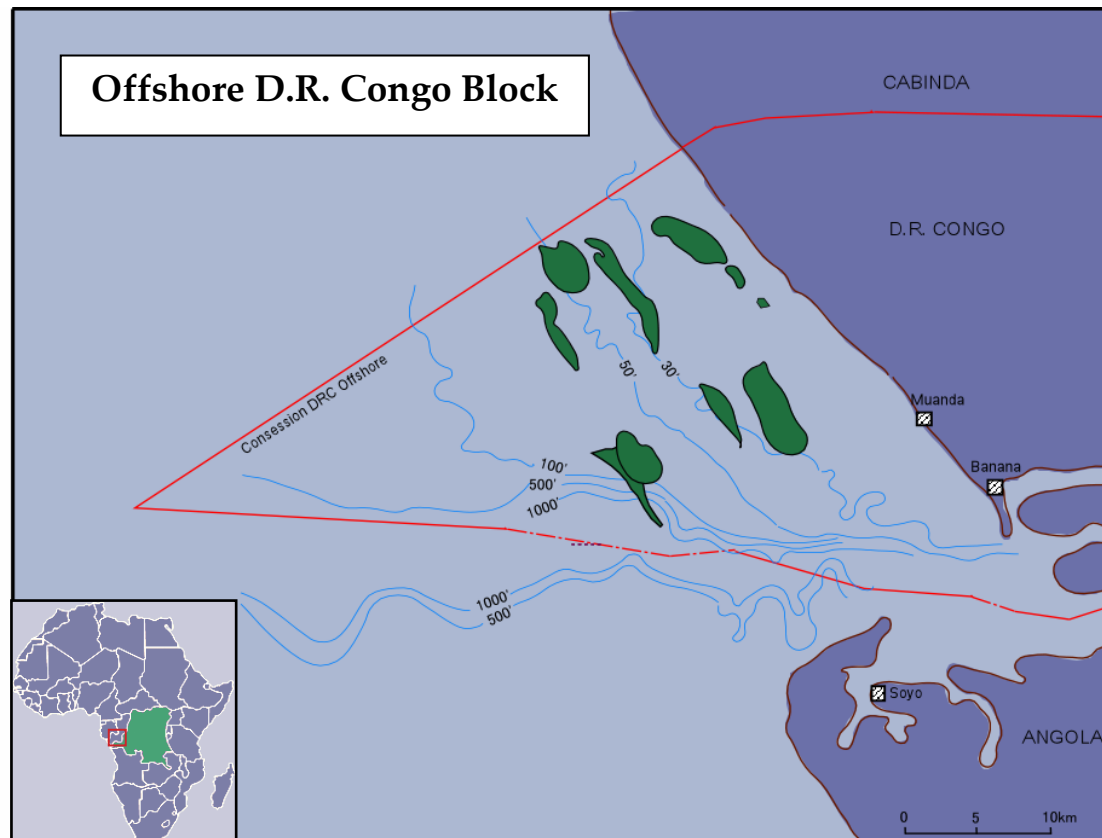 Offshore D.R. Congo Block
CABINDA
D.R. CONGO
Consession DRC Offshore
50'
30'
Muanda
Banana
100'
500'
1000'
1000'
500'
Soyo
ANGOLA
0 5 10km